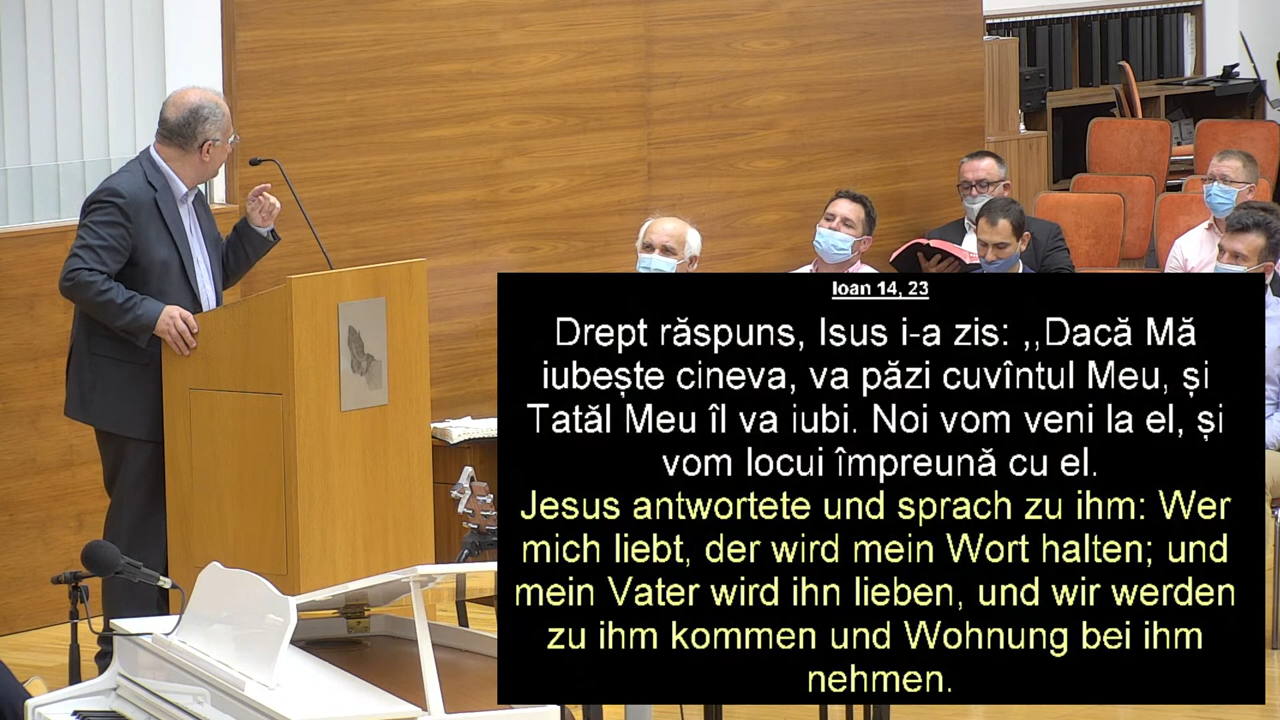 Ioan 14, 23
Drept răspuns, Isus i-a zis: ,,Dacă Mă
iubește cineva, va păzi cuvîntul Meu, și
Tatăl Meu îl va iubi. Noi vom veni la el, și
vom locui împreună cu el.
Jesus antwortete und sprach zu ihm: Wer
mich liebt, der wird mein Wort halten; und
mein Vater wird ihn lieben, und wir werden
zu ihm kommen und Wohnung bei ihm
nehmen.